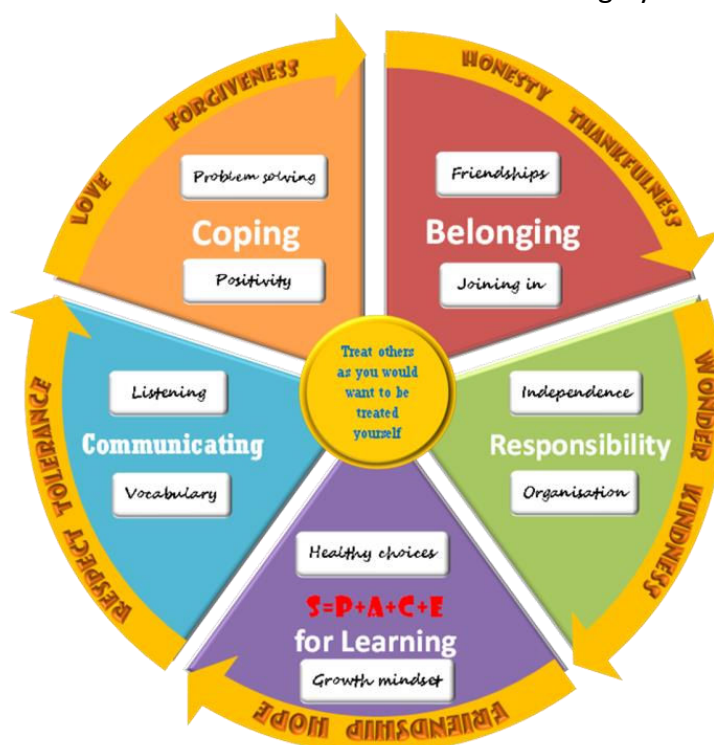 LOVE FORGIVENESS
HONESTY THANKFULNESS
Problem solving
Coping
Positivity
Friendships
Belonging
Joining in
Treat others
as you would
want to be
treated
yourself
Listening
Communicating
Vocabulary
Independence
Responsibility
Organisation
RESPECT TOLERANCE
WONDER KINDNESS
Healthy choices
S=P+A+C+E
for Learning
Growth mindset
FRIENDSHIP HOPE